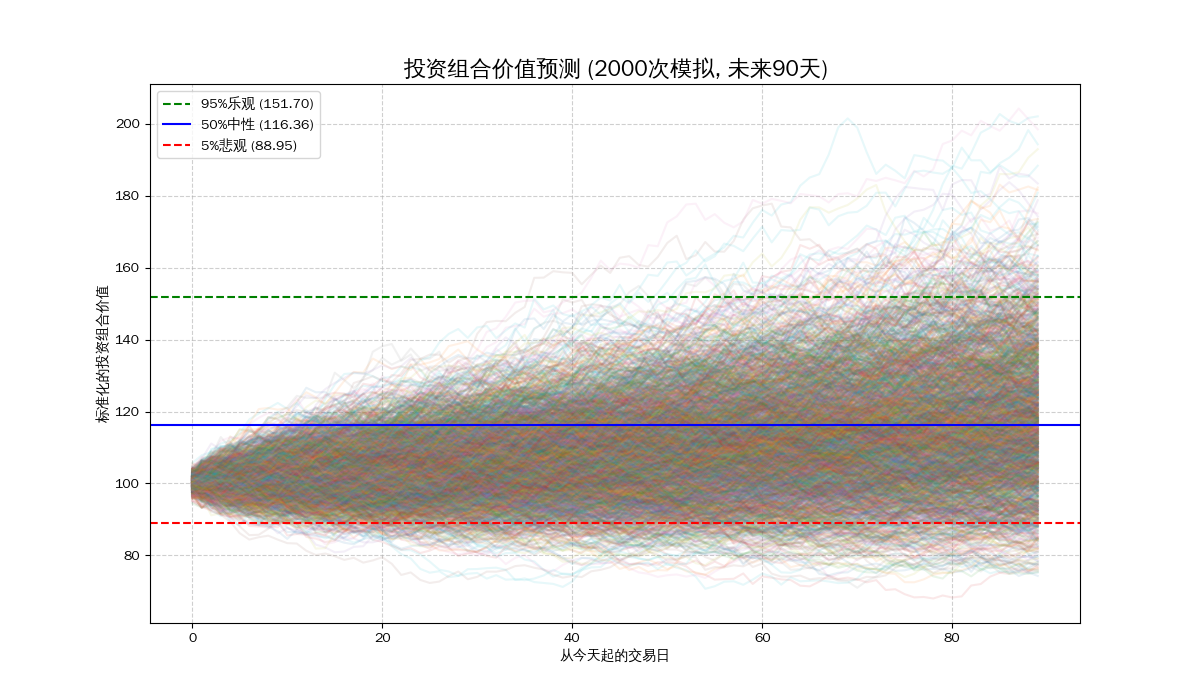 投资组合价值预测 (2000次模拟, 未来90天)
95%乐观 (151.70)
50%中性 (116.36)
5%悲观 (88.95)
标准化的投资组合价值
200
180
160
140
120
100
80
0 20 40 60 80
从今天起的交易日